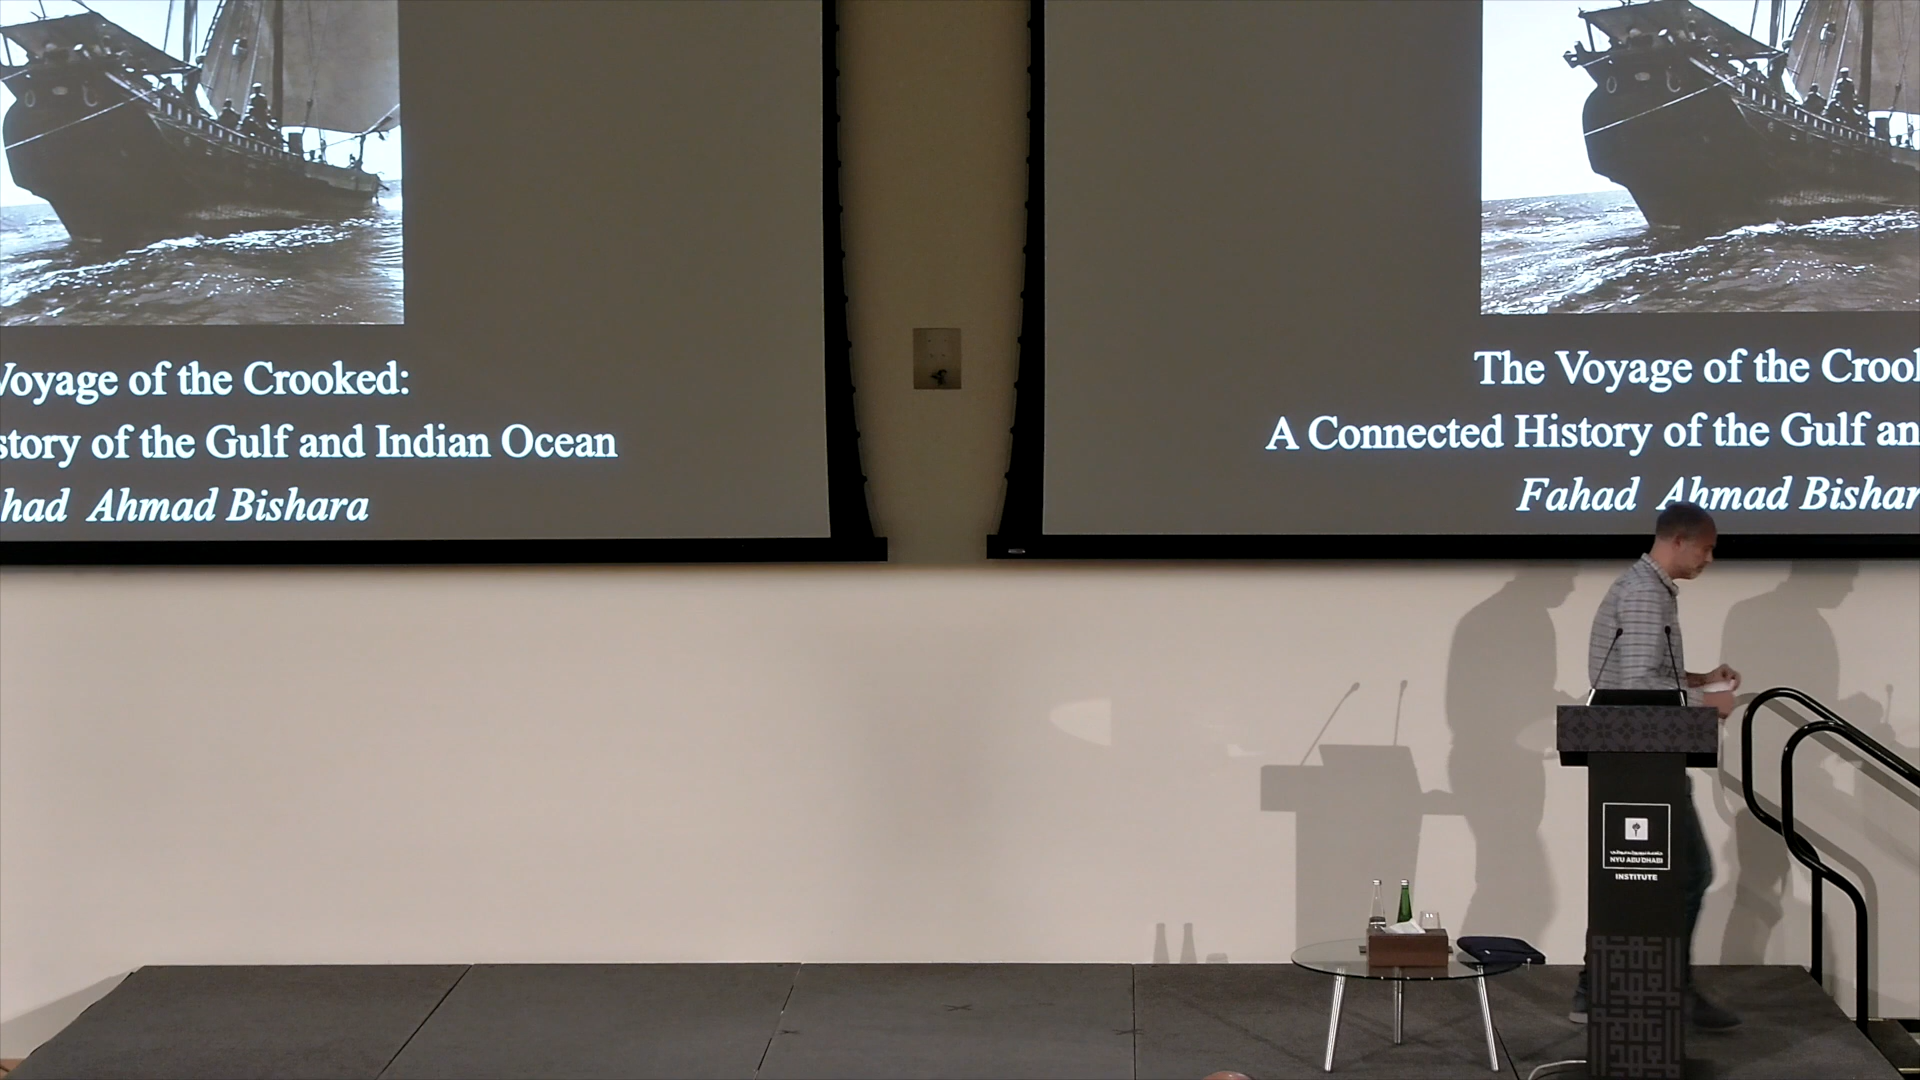 Voyage of the Crooked:
story of the Gulf and Indian Ocean
had Ahmad Bishara
The Voyage of the Crook
A Connected History of the Gulf an
Fahad Ahmad Bishar
NYU ABU DHABI
INSTITUTE